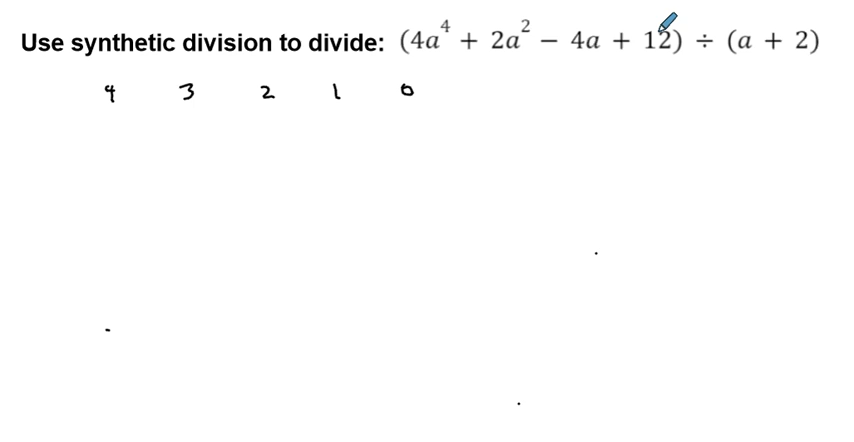 Use synthetic division to divide: (4a⁴ + 2a² − 4a + 12) ÷ (a + 2)
4 3 2 1 0